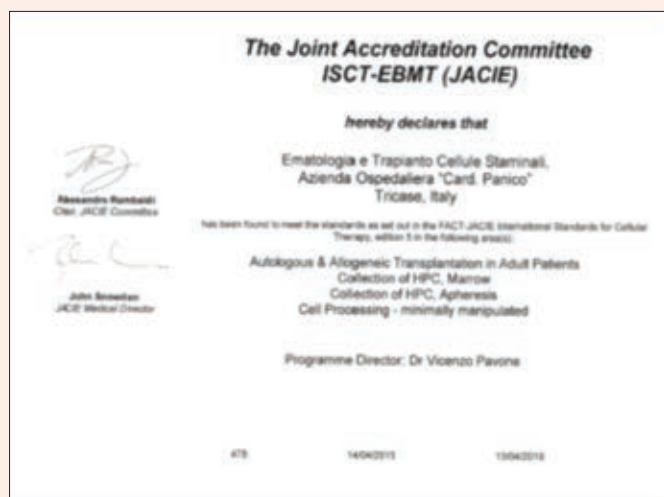 The Joint Accreditation Committee
ISCT-EBMT (JACIE)
hereby declares that
Ematologia e Trapianto Cellule Staminali,
Azienda Ospedaliera "Card. Panico"
Tricase, Italy
has been found to meet the standards as set out in the FACT-JACIE International Standards for Cellular
Therapy, edition 5 in the following area(s):
Autologous & Allogeneic Transplantation in Adult Patients
Collection of HPC, Marrow
Collection of HPC, Apheresis
Cell Processing - minimally manipulated
Programme Director: Dr Vicenzo Pavone
Alessandro Rambaldi
Chair, JACIE Committee
John Snowden
JACIE Medical Director
478
14/04/2015